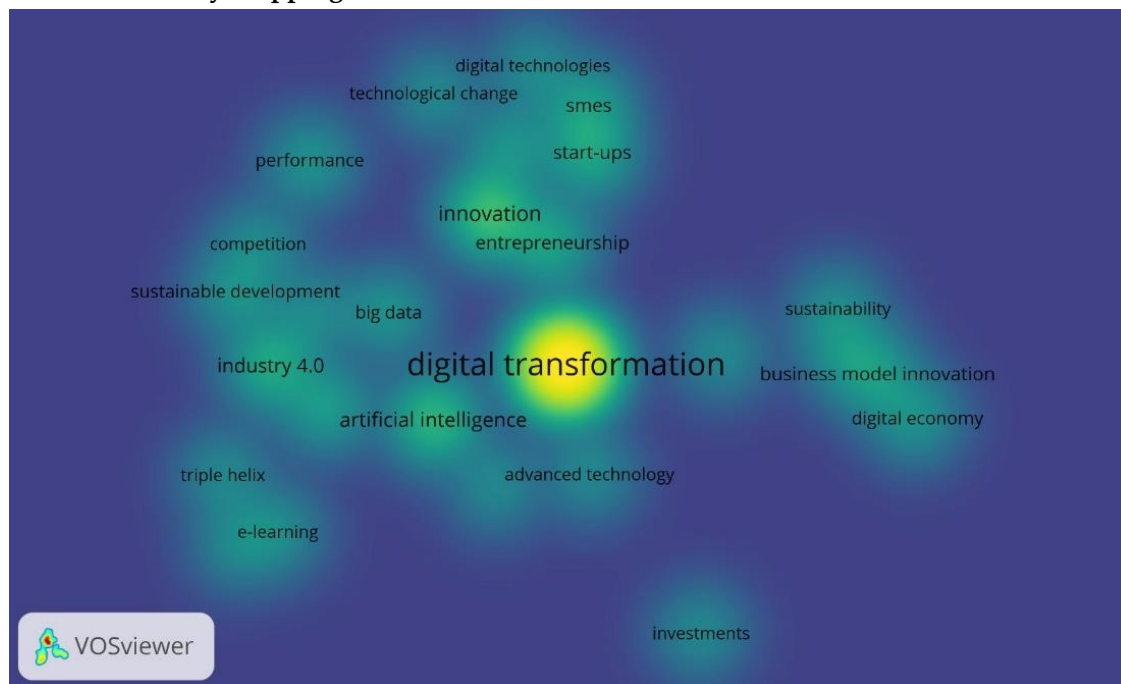 digital technologies
technological change
smes
start-ups
performance
innovation
entrepreneurship
competition
sustainable development
big data
sustainability
industry 4.0
digital transformation
business model innovation
artificial intelligence
digital economy
triple helix
advanced technology
e-learning
investments
VOSviewer